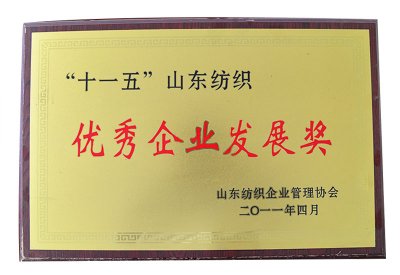 “十一五”山东纺织
优秀企业发展奖
山东纺织企业管理协会
二〇一一年四月